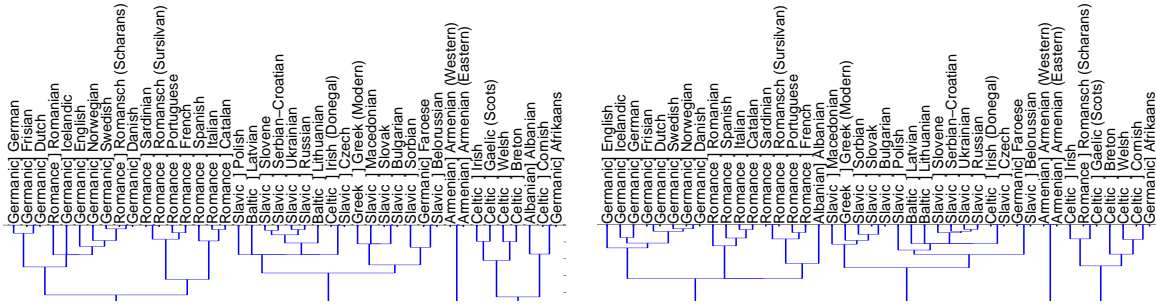 [Germanic] German
[Germanic] Frisian
[Germanic] Dutch
[Romance ] Romanian
[Germanic] Icelandic
[Germanic] English
[Germanic] Norwegian
[Germanic] Swedish
[Romance ] Romansch (Scharans)
[Germanic] Danish
[Romance ] Sardinian
[Romance ] Romansch (Sursilvan)
[Romance ] Portuguese
[Romance ] French
[Romance ] Spanish
[Romance ] Italian
[Romance ] Catalan
[Slavic ] Polish
[Baltic ] Latvian
[Slavic ] Slovene
[Slavic ] Serbian–Croatian
[Slavic ] Ukrainian
[Slavic ] Russian
[Baltic ] Lithuanian
[Celtic ] Irish (Donegal)
[Slavic ] Czech
[Greek ] Greek (Modern)
[Slavic ] Macedonian
[Slavic ] Slovak
[Slavic ] Bulgarian
[Slavic ] Sorbian
[Germanic] Faroese
[Slavic ] Belorussian
[Armenian] Armenian (Western)
[Armenian] Armenian (Eastern)
[Celtic ] Irish
[Celtic ] Gaelic (Scots)
[Celtic ] Welsh
[Celtic ] Breton
[Albanian] Albanian
[Celtic ] Cornish
[Germanic] Afrikaans
[Germanic] English
[Germanic] Icelandic
[Germanic] German
[Germanic] Frisian
[Germanic] Dutch
[Germanic] Swedish
[Germanic] Norwegian
[Germanic] Danish
[Romance ] Romanian
[Romance ] Spanish
[Romance ] Italian
[Romance ] Catalan
[Romance ] Sardinian
[Romance ] Romansch (Sursilvan)
[Romance ] Portuguese
[Romance ] French
[Albanian] Albanian
[Slavic ] Macedonian
[Greek ] Greek (Modern)
[Slavic ] Sorbian
[Slavic ] Slovak
[Slavic ] Bulgarian
[Slavic ] Polish
[Baltic ] Latvian
[Baltic ] Lithuanian
[Slavic ] Slovene
[Slavic ] Serbian–Croatian
[Slavic ] Ukrainian
[Slavic ] Russian
[Celtic ] Irish (Donegal)
[Slavic ] Czech
[Germanic] Faroese
[Slavic ] Belorussian
[Armenian] Armenian (Western)
[Armenian] Armenian (Eastern)
[Celtic ] Irish
[Romance ] Romansch (Scharans)
[Celtic ] Gaelic (Scots)
[Celtic ] Breton
[Celtic ] Welsh
[Celtic ] Cornish
[Germanic] Afrikaans